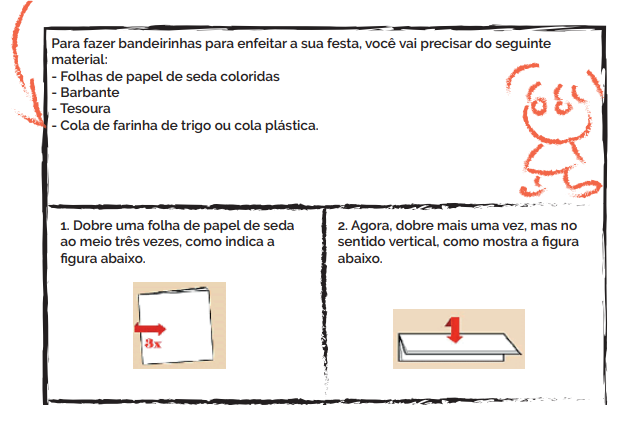 Para fazer bandeirinhas para enfeitar a sua festa, você vai precisar do seguinte
material:
- Folhas de papel de seda coloridas
- Barbante
- Tesoura
- Cola de farinha de trigo ou cola plástica.
1. Dobre uma folha de papel de seda
ao meio três vezes, como indica a
figura abaixo.
3x
2. Agora, dobre mais uma vez, mas no
sentido vertical, como mostra a figura
abaixo.
1